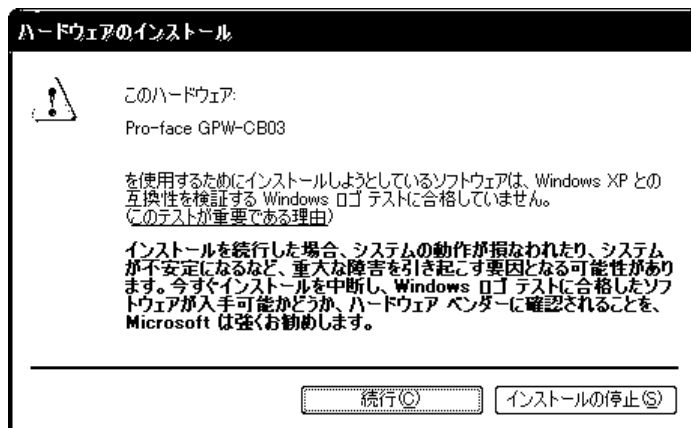 ハードウェアのインストール
このハードウェア:
Pro-face GPW-CB03
を使用するためにインストールしようとしているソフトウェアは、Windows XP との
互換性を検証する Windows ロゴ テストに合格していません。
(このテストが重要である理由)
インストールを続行した場合、システムの動作が損なわれたり、システム
が不安定になるなど、重大な障害を引き起こす要因となる可能性があり
ます。今すぐインストールを中断し、Windows ロゴ テストに合格したソフ
トウェアが入手可能かどうか、ハードウェア ベンダーに確認されることを、
Microsoft は強くお勧めします。
続行(C) インストールの停止(S)